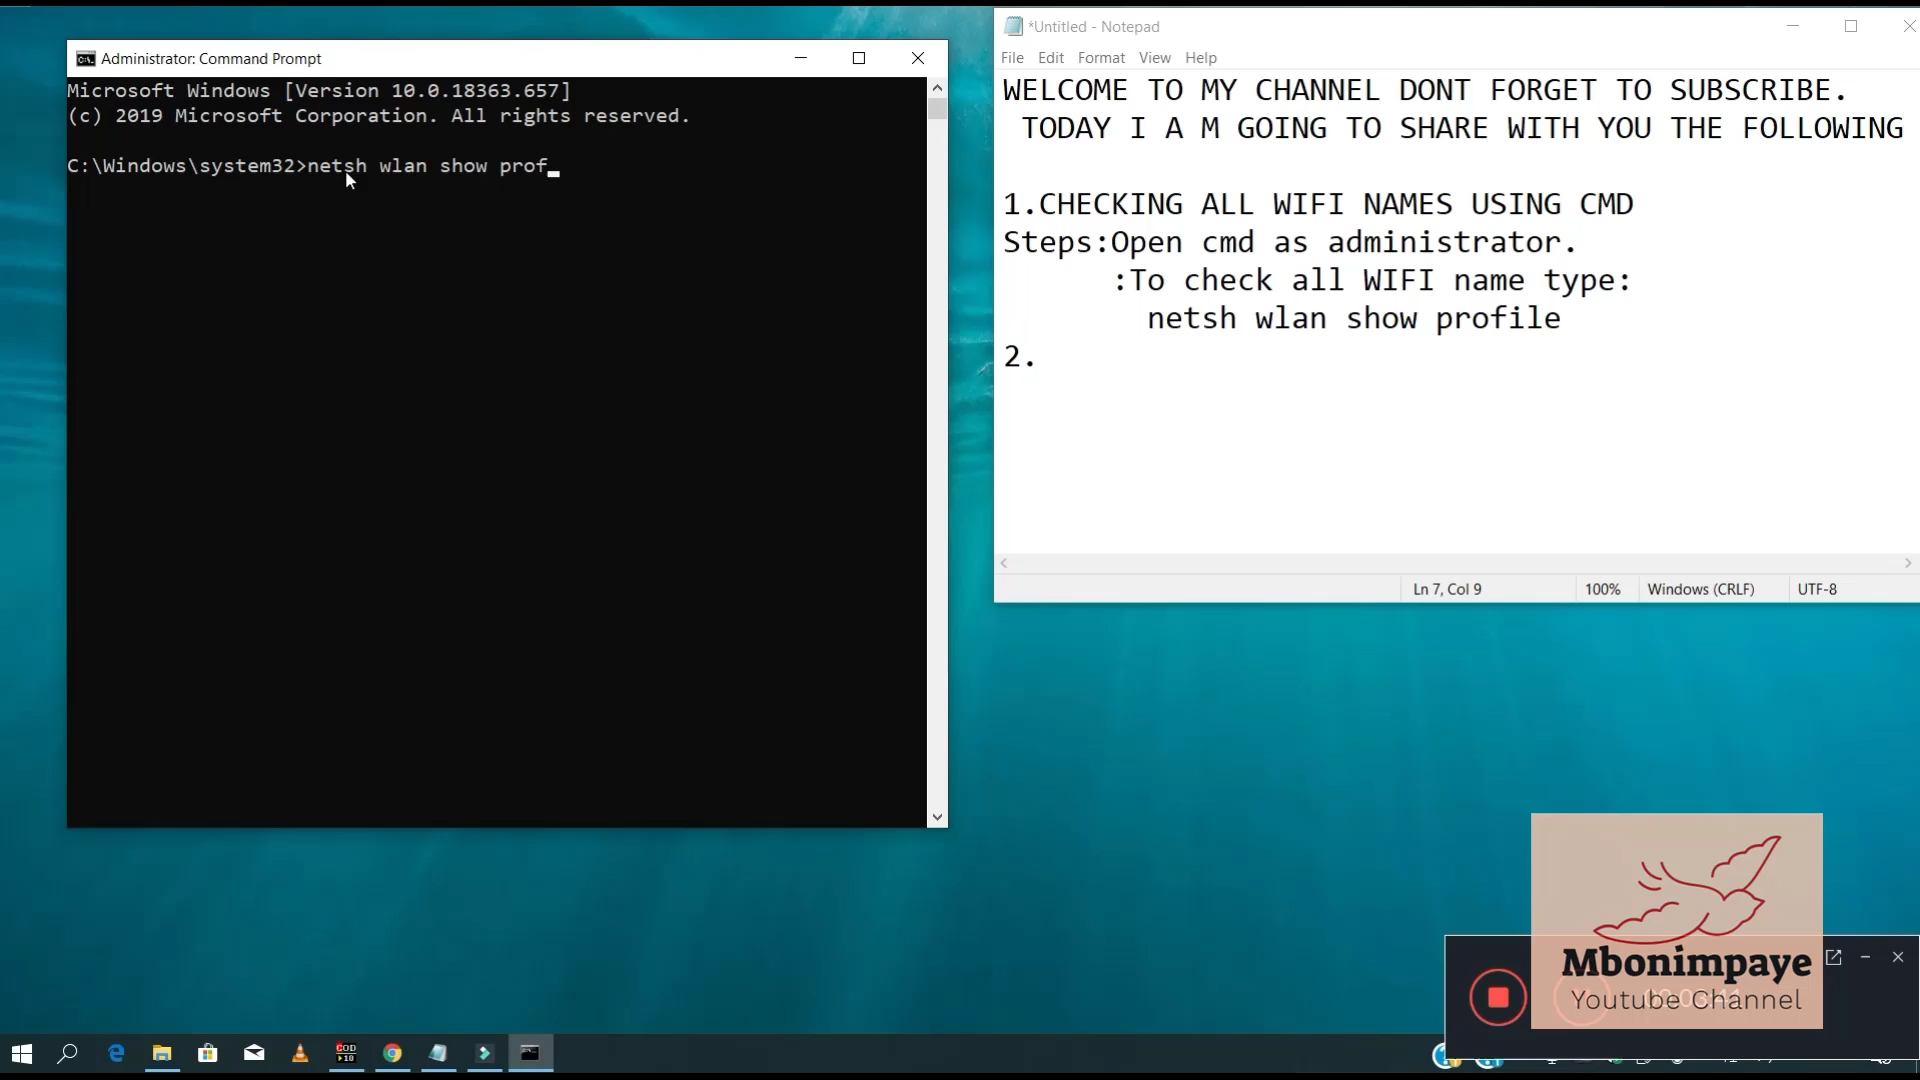 Administrator: Command Prompt
Microsoft Windows [Version 10.0.18363.657]
(c) 2019 Microsoft Corporation. All rights reserved.
C:\Windows\system32>netsh wlan show prof
*Untitled - Notepad
File Edit Format View Help
WELCOME TO MY CHANNEL DONT FORGET TO SUBSCRIBE.
TODAY I A M GOING TO SHARE WITH YOU THE FOLLOWING
1.CHECKING ALL WIFI NAMES USING CMD
Steps:Open cmd as administrator.
:To check all WIFI name type:
netsh wlan show profile
2.
Ln 7, Col 9 100% Windows (CRLF) UTF-8
Mbonimpaye
Youtube Channel
COD
10